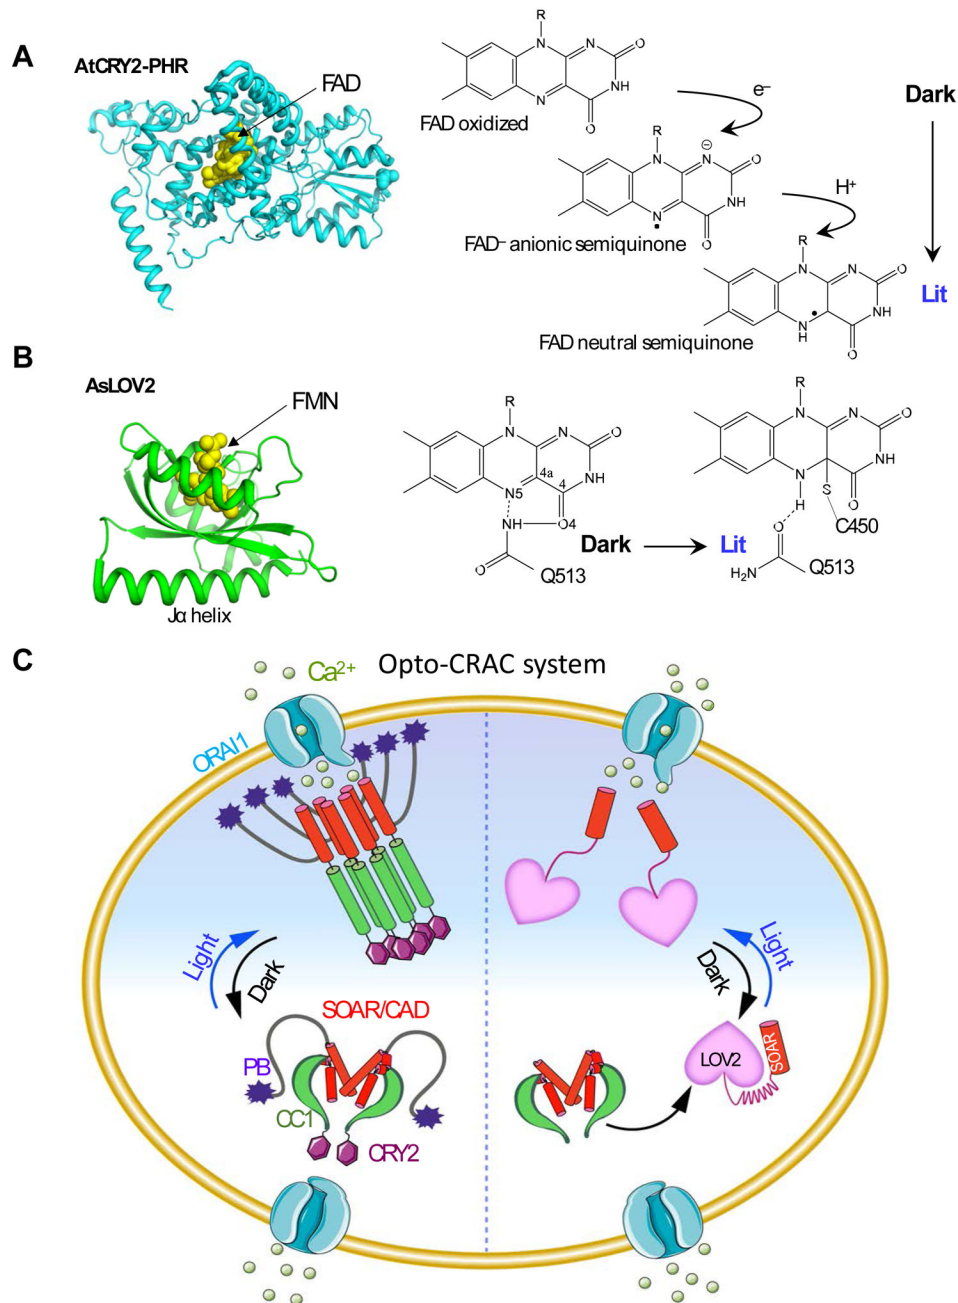 A
AtCRY2-PHR
FAD
R
N
N
O
NH
N
O
FAD oxidized
e–
Dark
R
N
N
⊖
O
NH
N
•
O
FAD– anionic semiquinone
H+
R
N
N
O
NH
N
H
•
O
FAD neutral semiquinone
Lit
B
AsLOV2
FMN
Jα helix
R
N
N
O
NH
4a
4
N5
NH
O4
O
Q513
Dark
Lit
R
N
N
O
NH
N
H
S
O
C450
O
H2N
Q513
C
Opto-CRAC system
Ca2+
ORAI1
Light
Dark
SOAR/CAD
PB
CC1
CRY2
Light
Dark
LOV2
SOAR